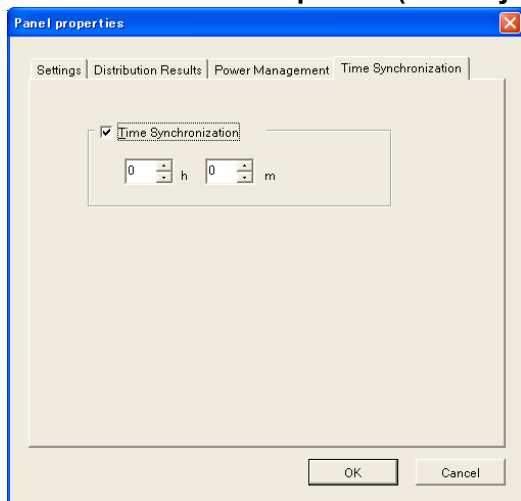 Panel properties
Settings Distribution Results Power Management Time Synchronization
Time Synchronization
0 h 0 m
OK Cancel